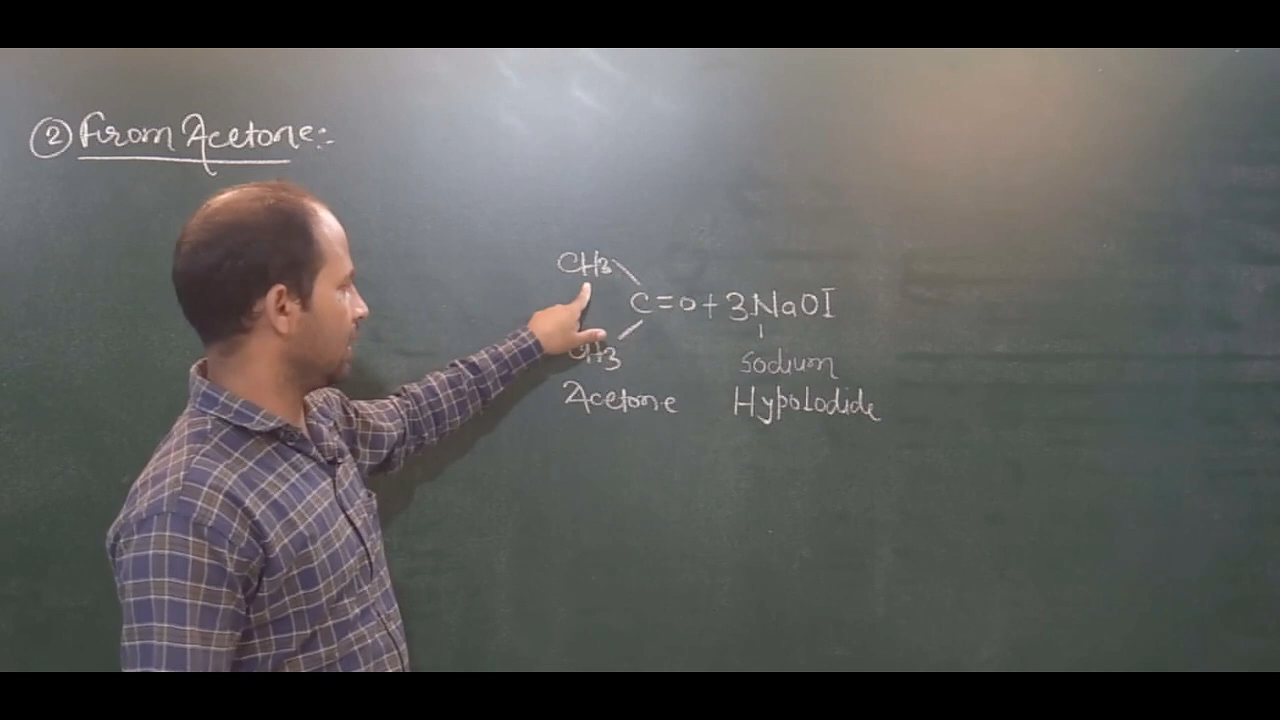 ② From Acetone:-
CH3
C=O + 3NaOI
CH3
Sodium
Acetone Hypoiodide